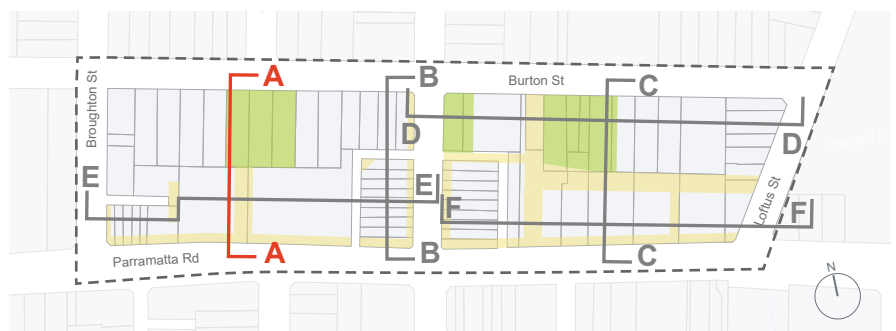 Broughton St
A
B
Burton St
C
D
D
E
E
F
F
Loftus St
Parramatta Rd
A
B
C
N